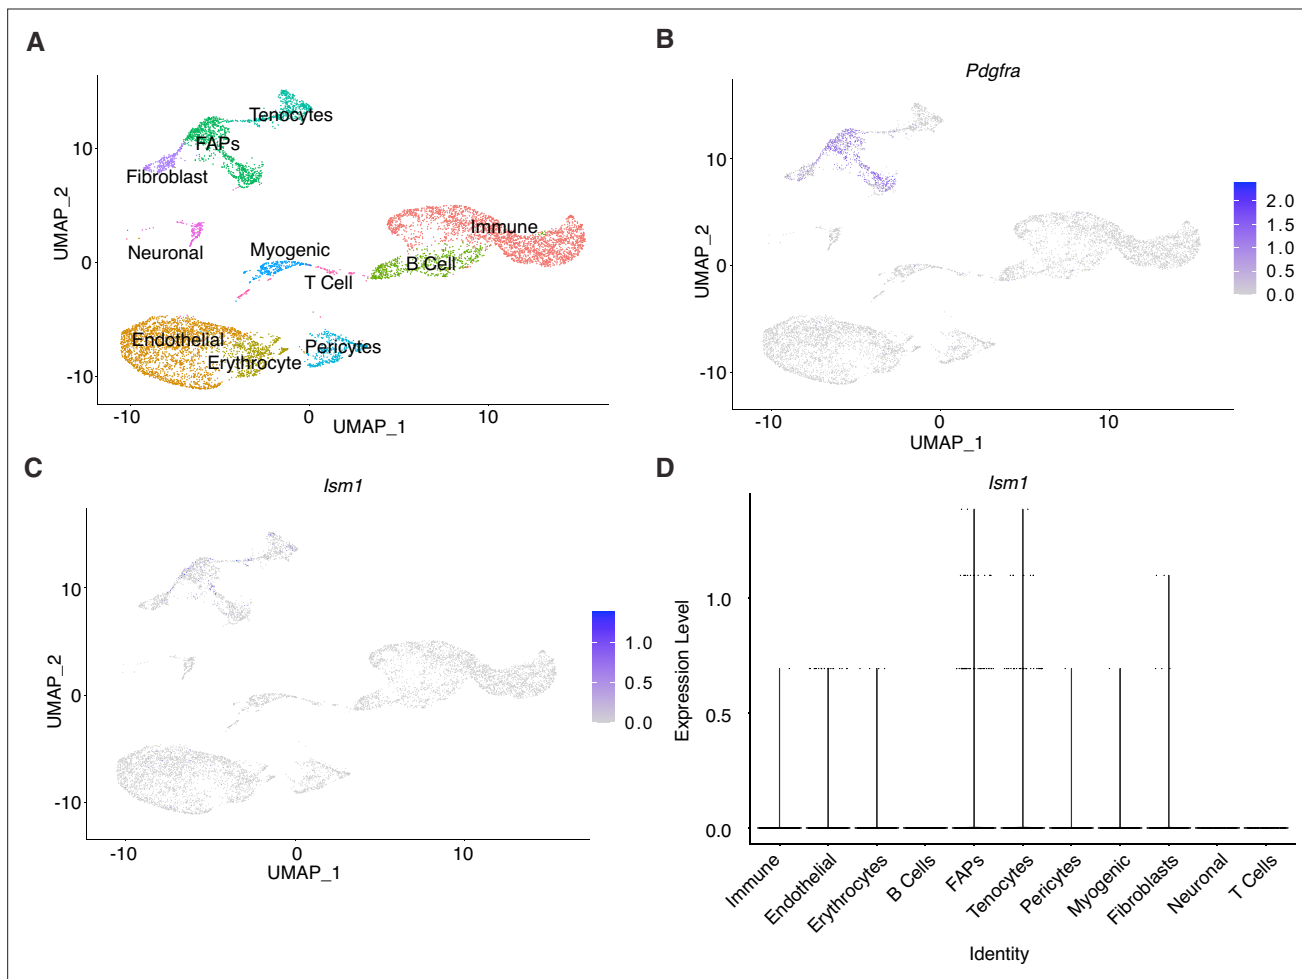 A
Tenocytes
FAPs
Fibroblast
Neuronal
Myogenic
T Cell
Immune
B Cell
Endothelial
Erythrocyte
Pericytes
10
0
-10
UMAP_2
-10
0
10
UMAP_1
B
Pdgfra
10
0
-10
UMAP_2
-10
0
10
UMAP_1
2.0
1.5
1.0
0.5
0.0
C
Ism1
10
0
-10
UMAP_2
-10
0
10
UMAP_1
1.0
0.5
0.0
D
Ism1
1.0
0.5
0.0
Expression Level
Immune
Endothelial
Erythrocytes
B Cells
FAPs
Tenocytes
Pericytes
Myogenic
Fibroblasts
Neuronal
T Cells
Identity